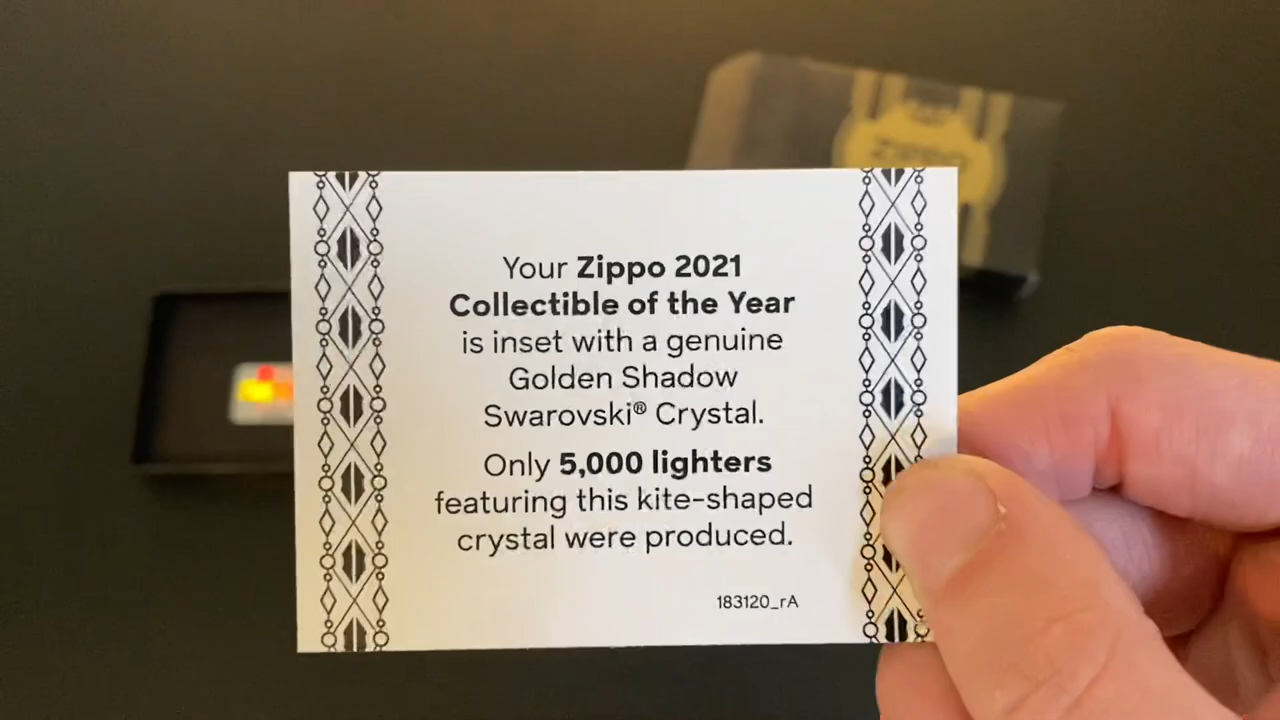 Zippo
Your Zippo 2021
Collectible of the Year
is inset with a genuine
Golden Shadow
Swarovski® Crystal.
Only 5,000 lighters
featuring this kite-shaped
crystal were produced.
183120_rA